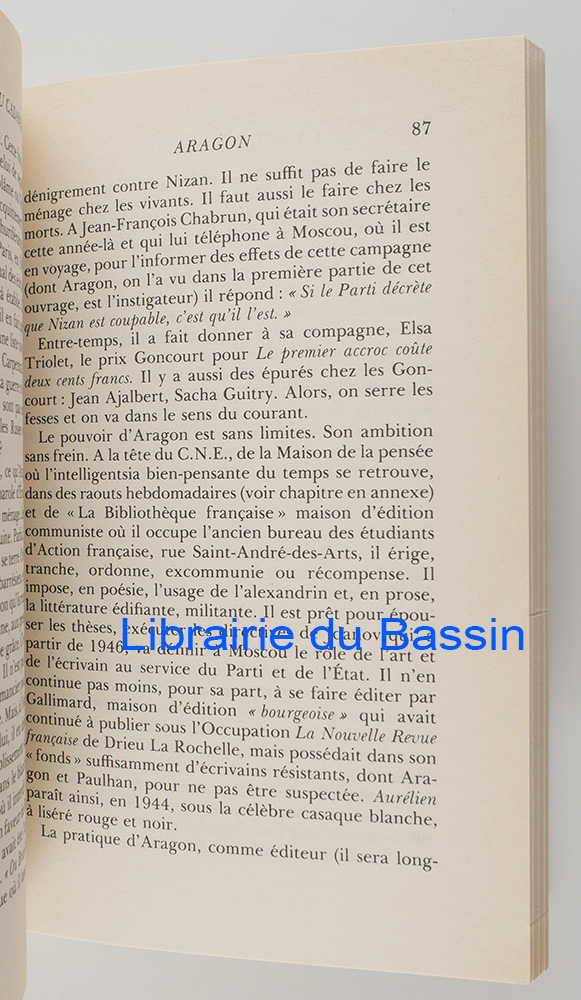 ARAGON 87
dénigrement contre Nizan. Il ne suffit pas de faire le
ménage chez les vivants. Il faut aussi le faire chez les
morts. A Jean-François Chabrun, qui était son secrétaire
cette année-là et qui lui téléphone à Moscou, où il est
en voyage, pour l'informer des effets de cette campagne
(dont Aragon, on l'a vu dans la première partie de cet
ouvrage, est l'instigateur) il répond : « Si le Parti décrète
que Nizan est coupable, c'est qu'il l'est. »
Entre-temps, il a fait donner à sa compagne, Elsa
Triolet, le prix Goncourt pour Le premier accroc coûte
deux cents francs. Il y a aussi des épurés chez les Gon-
court : Jean Ajalbert, Sacha Guitry. Alors, on serre les
fesses et on va dans le sens du courant.
Le pouvoir d'Aragon est sans limites. Son ambition
sans frein. A la tête du C.N.E., de la Maison de la pensée
où l'intelligentsia bien-pensante du temps se retrouve,
dans des raouts hebdomadaires (voir chapitre en annexe)
et de « La Bibliothèque française » maison d'édition
communiste où il occupe l'ancien bureau des étudiants
d'Action française, rue Saint-André-des-Arts, il érige,
tranche, ordonne, excommunie ou récompense. Il
impose, en poésie, l'usage de l'alexandrin et, en prose,
la littérature édifiante, militante. Il est prêt pour épou-
ser les thèses, exécuter les directives de Jdanov qui, à
partir de 1946, va définir à Moscou le rôle de l'art et
de l'écrivain au service du Parti et de l'État. Il n'en
continue pas moins, pour sa part, à se faire éditer par
Gallimard, maison d'édition « bourgeoise » qui avait
continué à publier sous l'Occupation La Nouvelle Revue
française de Drieu La Rochelle, mais possédait dans son
« fonds » suffisamment d'écrivains résistants, dont Ara-
gon et Paulhan, pour ne pas être suspectée. Aurélien
paraît ainsi, en 1944, sous la célèbre casaque blanche,
à liséré rouge et noir.
La pratique d'Aragon, comme éditeur (il sera long-
Librairie du Bassin